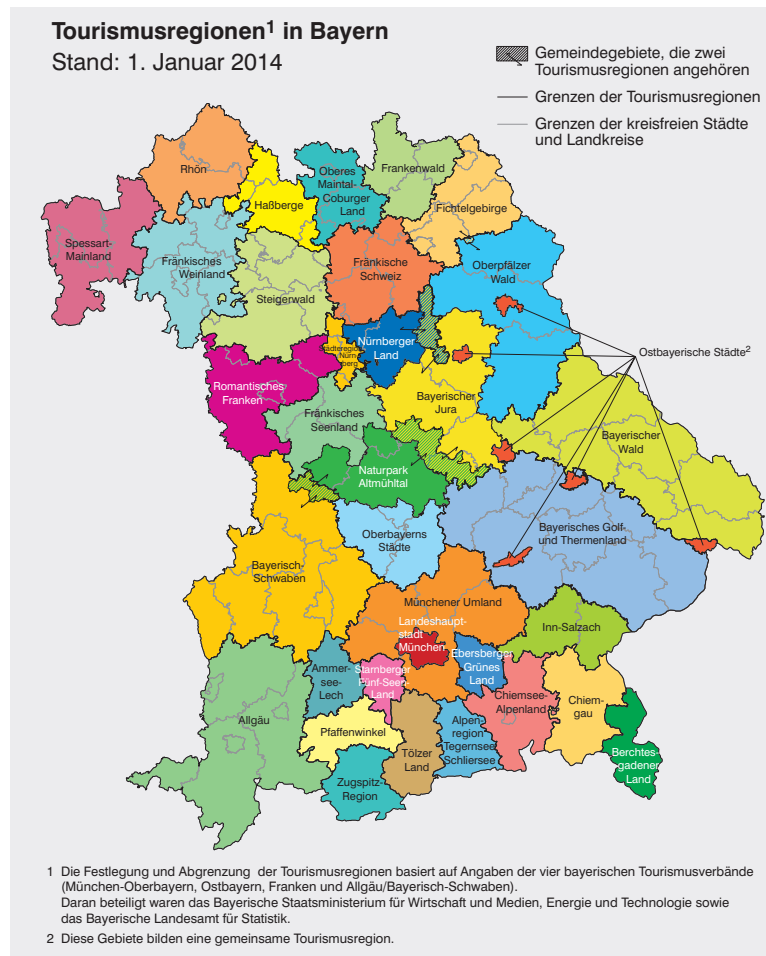 Tourismusregionen¹ in Bayern
Stand: 1. Januar 2014
Gemeindegebiete, die zwei
Tourismusregionen angehören
Grenzen der Tourismusregionen
Grenzen der kreisfreien Städte
und Landkreise
Rhön
Oberes
Maintal-
Coburger
Land
Frankenwald
Haßberge
Fichtelgebirge
Spessart-
Mainland
Fränkisches
Weinland
Fränkische
Schweiz
Oberpfälzer
Wald
Steigerwald
Nürnberger
Land
Städteregion
Nürn-
berg
Ostbayerische Städte²
Romantisches
Franken
Bayerischer
Jura
Fränkisches
Seenland
Bayerischer
Wald
Naturpark
Altmühltal
Oberbayerns
Städte
Bayerisches Golf-
und Thermenland
Bayerisch-
Schwaben
Münchener Umland
Landeshaupt-
stadt
München
Inn-Salzach
Ebersberger
Grünes
Land
Ammer-
see-
Lech
Starnberger
Fünf-Seen-
Land
Chiemsee-
Alpenland
Chiem-
gau
Allgäu
Pfaffenwinkel
Alpen-
region
Tegernsee
Schliersee
Tölzer
Land
Berchtes-
gadener
Land
Zugspitz-
Region
1 Die Festlegung und Abgrenzung der Tourismusregionen basiert auf Angaben der vier bayerischen Tourismusverbände
(München-Oberbayern, Ostbayern, Franken und Allgäu/Bayerisch-Schwaben).
Daran beteiligt waren das Bayerische Staatsministerium für Wirtschaft und Medien, Energie und Technologie sowie
das Bayerische Landesamt für Statistik.
2 Diese Gebiete bilden eine gemeinsame Tourismusregion.